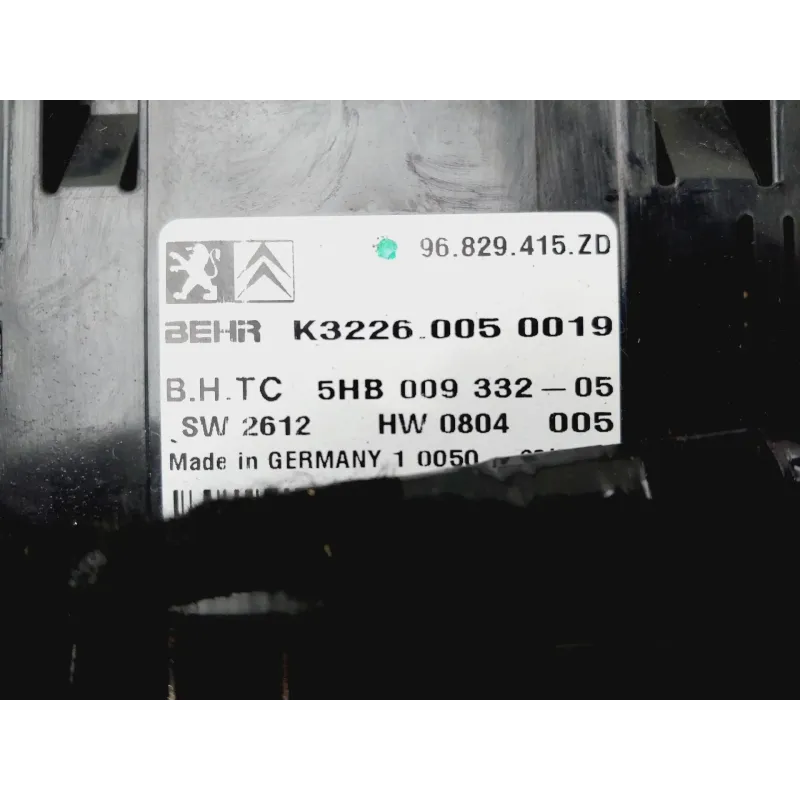 96.829.415.ZD
BEHR K3226.005 0019
B.H.TC 5HB 009 332-05
SW 2612 HW 0804 005
Made in GERMANY 1 0050